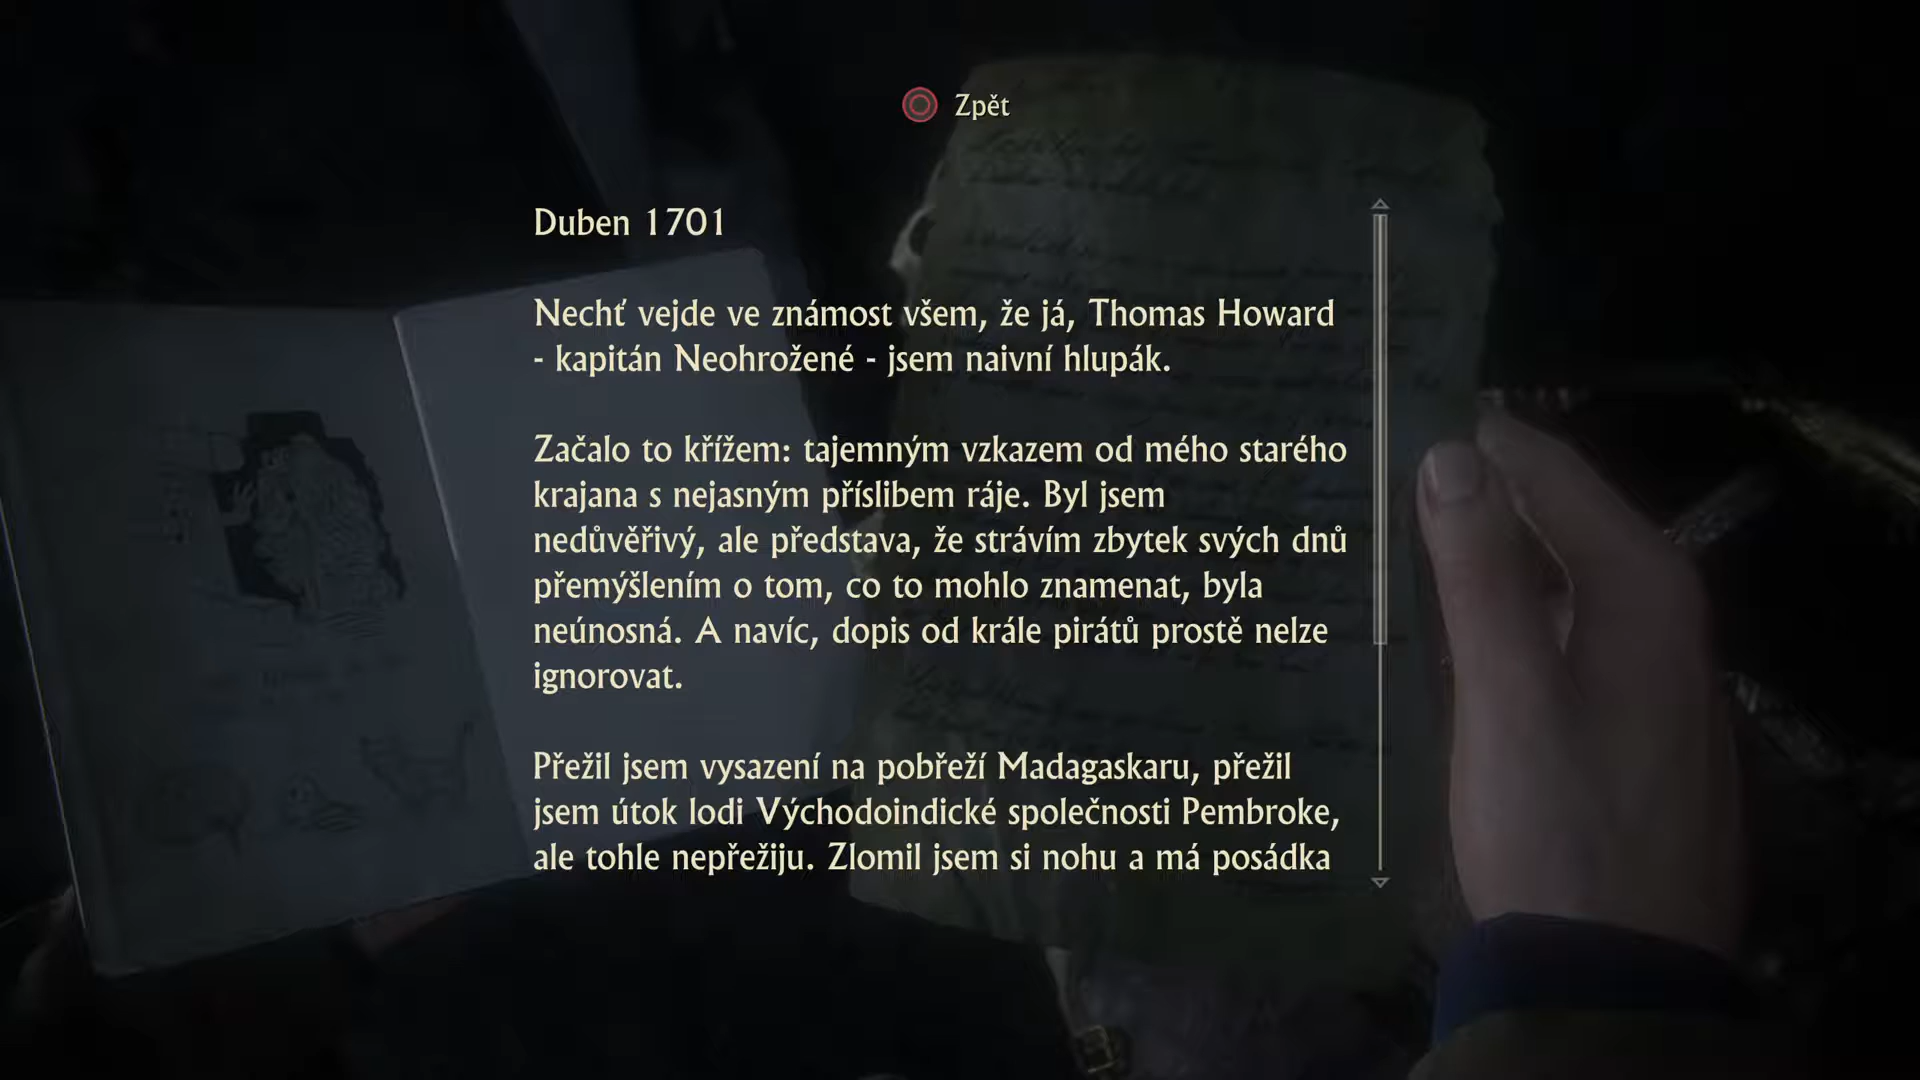 Zpět
Duben 1701
Nechť vejde ve známost všem, že já, Thomas Howard
- kapitán Neohrožené - jsem naivní hlupák.
Začalo to křížem: tajemným vzkazem od mého starého
krajana s nejasným příslibem ráje. Byl jsem
nedůvěřivý, ale představa, že strávím zbytek svých dnů
přemýšlením o tom, co to mohlo znamenat, byla
neúnosná. A navíc, dopis od krále pirátů prostě nelze
ignorovat.
Přežil jsem vysazení na pobřeží Madagaskaru, přežil
jsem útok lodi Východoindické společnosti Pembroke,
ale tohle nepřežiju. Zlomil jsem si nohu a má posádka